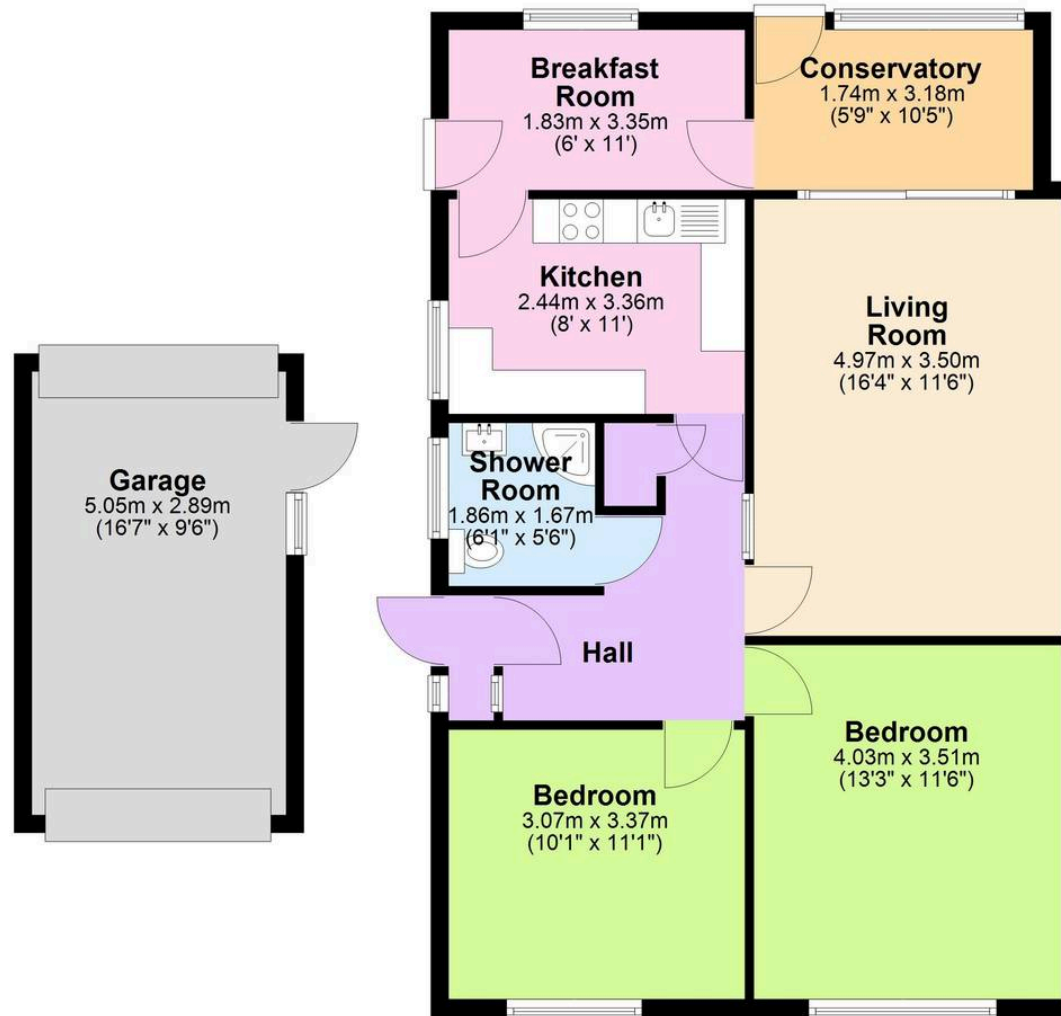 Breakfast
Room
1.83m x 3.35m
(6' x 11')
Conservatory
1.74m x 3.18m
(5'9" x 10'5")
Kitchen
2.44m x 3.36m
(8' x 11')
Living
Room
4.97m x 3.50m
(16'4" x 11'6")
Garage
5.05m x 2.89m
(16'7" x 9'6")
Shower
Room
1.86m x 1.67m
(6'1" x 5'6")
Hall
Bedroom
4.03m x 3.51m
(13'3" x 11'6")
Bedroom
3.07m x 3.37m
(10'1" x 11'1")